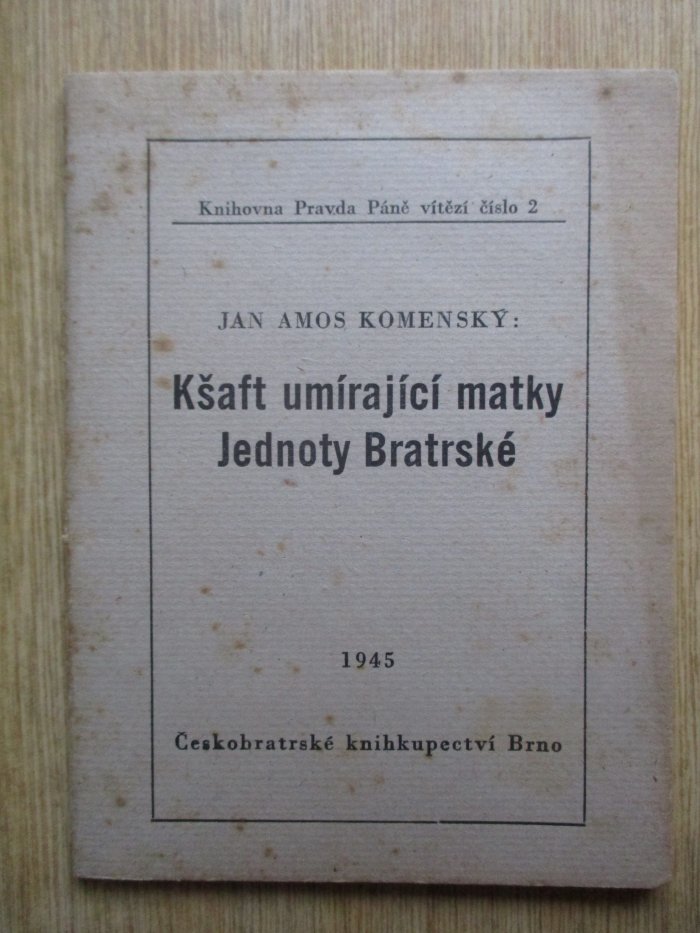 Knihovna Pravda Páně vítězí číslo 2
JAN AMOS KOMENSKÝ:
Kšaft umírající matky
Jednoty Bratrské
1945
Českobratrské knihkupectví Brno